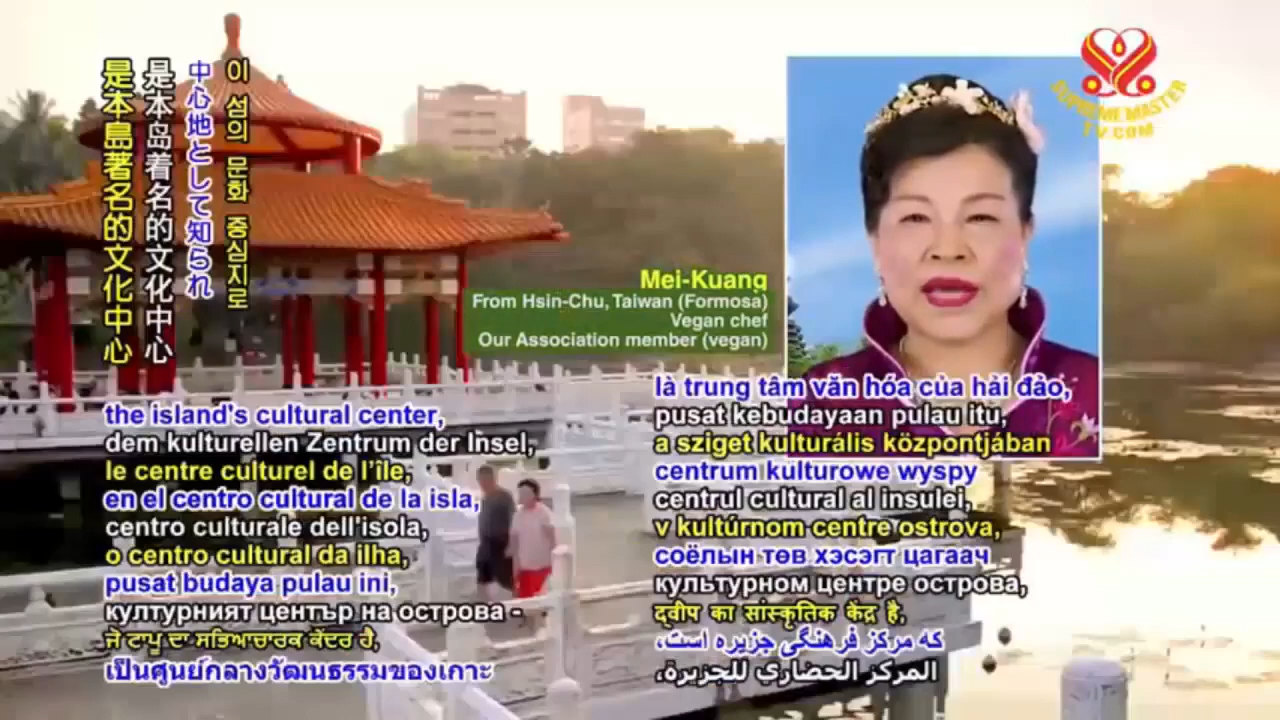 是本島著名的文化中心
是本岛着名的文化中心
中心地として知られ
이 섬의 문화 중심지로
SUPREME MASTER
TV.COM
Mei-Kuang
From Hsin-Chu, Taiwan (Formosa)
Vegan chef
Our Association member (vegan)
the island's cultural center,
dem kulturellen Zentrum der Insel,
le centre culturel de l'île,
en el centro cultural de la isla,
centro culturale dell'isola,
o centro cultural da ilha,
pusat budaya pulau ini,
културният център на острова -
ਜੋ ਟਾਪੂ ਦਾ ਸਭਿਆਚਾਰਕ ਕੇਂਦਰ ਹੈ,
เป็นศูนย์กลางวัฒนธรรมของเกาะ
là trung tâm văn hóa của hải đảo,
pusat kebudayaan pulau itu,
a sziget kulturális központjában
centrum kulturowe wyspy
centrul cultural al insulei,
v kultúrnom centre ostrova,
соёлын төв хэсэгт цагаач
культурном центре острова,
द्वीप का सांस्कृतिक केंद्र है,
که مرکز فرهنگی جزیره است،
المركز الحضاري للجزيرة،